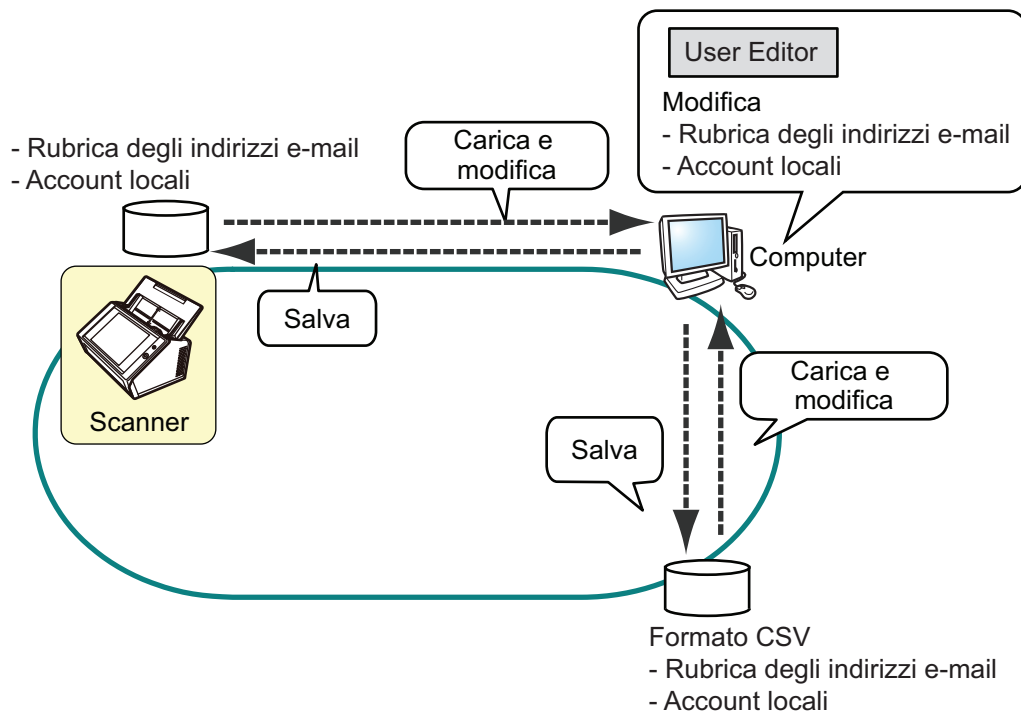 User Editor
Modifica
- Rubrica degli indirizzi e-mail
- Account locali
- Rubrica degli indirizzi e-mail
- Account locali
Carica e
modifica
Computer
Salva
Scanner
Carica e
modifica
Salva
Formato CSV
- Rubrica degli indirizzi e-mail
- Account locali